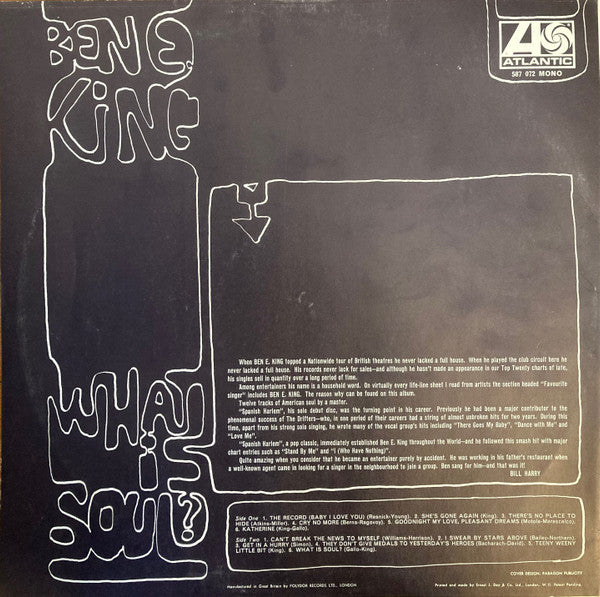 BEN E.
KING
ATLANTIC
587 072 MONO
When BEN E. KING topped a Nationwide tour of British theatres he never lacked a full house. When he played the club circuit here he
never lacked a full house. His records never lack for sales—and although he hasn't made an appearance in our Top Twenty charts of late,
his singles sell in quantity over a long period of time.
Among entertainers his name is a household word. On virtually every life-line sheet I read from artists the section headed "Favourite
singer" includes BEN E. KING. The reason why can be found on this album.
Twelve tracks of American soul by a master.
"Spanish Harlem", his solo debut disc, was the turning point in his career. Previously he had been a major contributor to the
phenomenal success of The Drifters—who, in one period of their careers had a string of almost unbroken hits for two years. During this
time, apart from his strong solo singing, he wrote many of the vocal group's hits including "There Goes My Baby", "Dance with Me" and
"Love Me".
"Spanish Harlem", a pop classic, immediately established Ben E. King throughout the World—and he followed this smash hit with major
chart entries such as "Stand By Me" and "I (Who Have Nothing)".
Quite amazing when you consider that he became an entertainer purely by accident. He was working in his father's restaurant when
a well-known agent came in looking for a singer in the neighbourhood to join a group. Ben sang for him—and that was it!
BILL HARRY
WHAT
IS
SOUL?
Side One 1. THE RECORD (BABY I LOVE YOU) (Resnick-Young). 2. SHE'S GONE AGAIN (King). 3. THERE'S NO PLACE TO
HIDE (Atkins-Miller). 4. CRY NO MORE (Berns-Ragovoy). 5. GOODNIGHT MY LOVE, PLEASANT DREAMS (Motola-Marascalco).
6. KATHERINE (King-Gallo).
Side Two 1. CAN'T BREAK THE NEWS TO MYSELF (Williams-Harrison). 2. I SWEAR BY STARS ABOVE (Bailey-Northern).
3. GET IN A HURRY (Simon). 4. THEY DON'T GIVE MEDALS TO YESTERDAY'S HEROES (Bacharach-David). 5. TEENY WEENY
LITTLE BIT (King). 6. WHAT IS SOUL? (Gallo-King).
COVER DESIGN: PARAGON PUBLICITY
Manufactured in Great Britain by POLYDOR RECORDS LTD., LONDON
Printed and made by Ernest J. Day & Co. Ltd., London, W.C. Patent Pending.